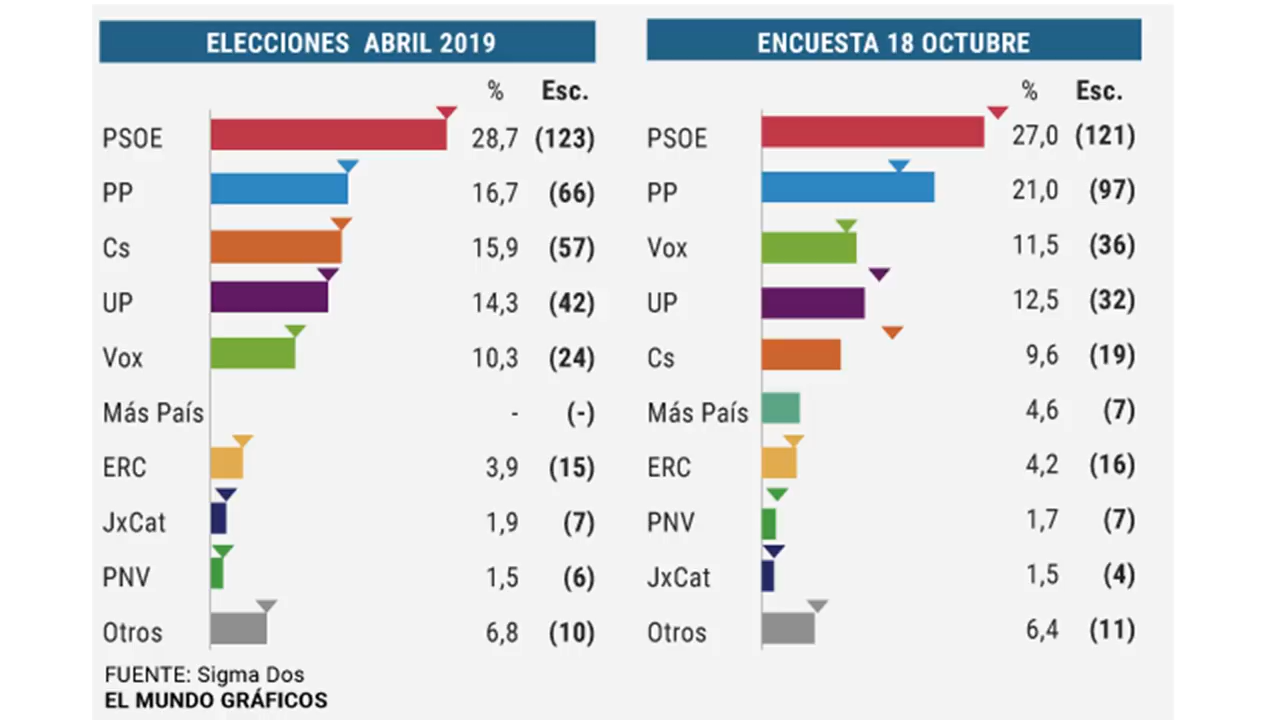 ELECCIONES ABRIL 2019
% Esc.
PSOE 28,7 (123)
PP 16,7 (66)
Cs 15,9 (57)
UP 14,3 (42)
Vox 10,3 (24)
Más País - (-)
ERC 3,9 (15)
JxCat 1,9 (7)
PNV 1,5 (6)
Otros 6,8 (10)
ENCUESTA 18 OCTUBRE
% Esc.
PSOE 27,0 (121)
PP 21,0 (97)
Vox 11,5 (36)
UP 12,5 (32)
Cs 9,6 (19)
Más País 4,6 (7)
ERC 4,2 (16)
PNV 1,7 (7)
JxCat 1,5 (4)
Otros 6,4 (11)
FUENTE: Sigma Dos
EL MUNDO GRÁFICOS